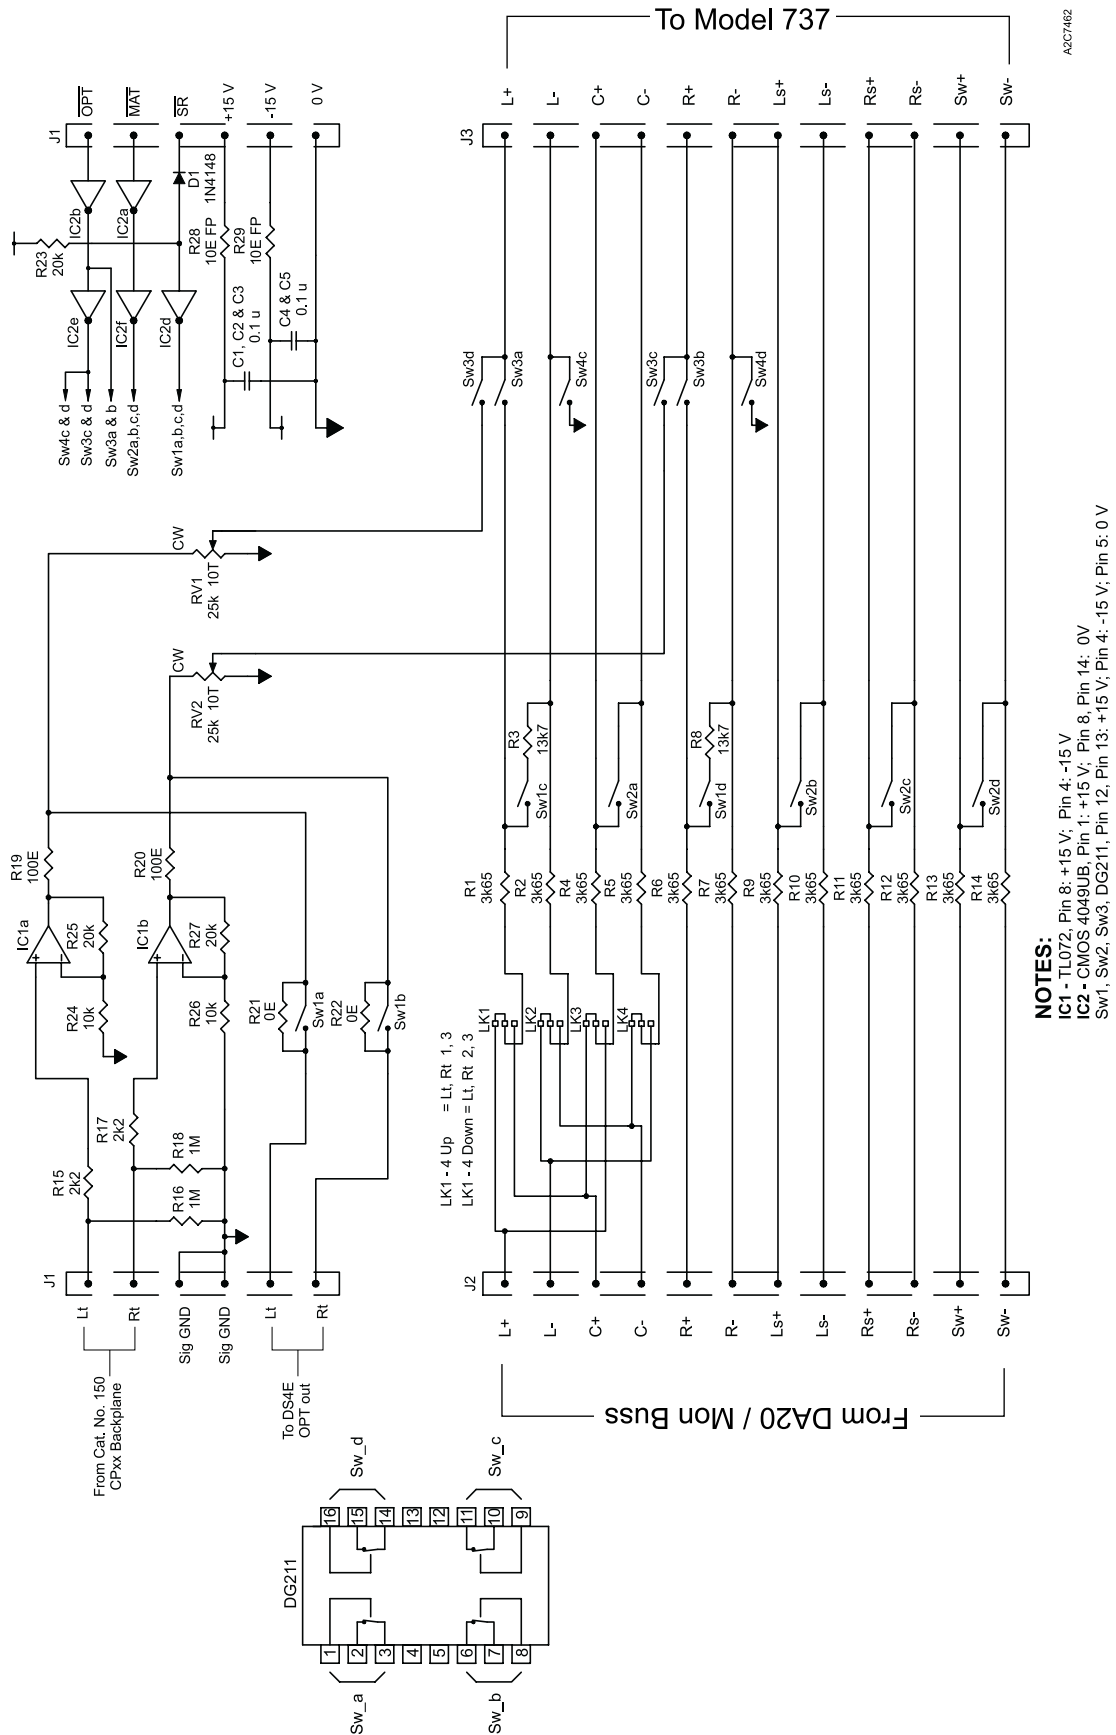 To Model 737
A2C7462
J1
OPT
MAT
SR
+15 V
-15 V
0 V
IC2b
IC2a
D1
1N4148
R23
20k
R28
10E FP
R29
10E FP
IC2e
IC2f
IC2d
C1, C2 & C3
0.1 u
C4 & C5
0.1 u
Sw4c & d
Sw3c & d
Sw3a & b
Sw2a,b,c,d
Sw1a,b,c,d
J3
L+
L-
C+
C-
R+
R-
Ls+
Ls-
Rs+
Rs-
Sw+
Sw-
Sw3d
Sw3a
Sw4c
Sw3c
Sw3b
Sw4d
CW
RV1
25k 10T
CW
RV2
25k 10T
R3
13k7
Sw1c
Sw2a
R8
13k7
Sw1d
Sw2b
Sw2c
Sw2d
R19
100E
R20
100E
IC1a
+
-
R25
20k
R24
10k
IC1b
+
-
R27
20k
R26
10k
R21
0E
Sw1a
R22
0E
Sw1b
R17
2k2
R15
2k2
R18
1M
R16
1M
R1
3k65
R2
3k65
R4
3k65
R5
3k65
R6
3k65
R7
3k65
R9
3k65
R10
3k65
R11
3k65
R12
3k65
R13
3k65
R14
3k65
LK1
LK2
LK3
LK4
LK1 - 4 Up = Lt, Rt 1, 3
LK1 - 4 Down = Lt, Rt 2, 3
J1
Lt
Rt
Sig GND
Sig GND
Lt
Rt
From Cat. No. 150
CPxx Backplane
To DS4E
OPT out
J2
L+
L-
C+
C-
R+
R-
Ls+
Ls-
Rs+
Rs-
Sw+
Sw-
From DA20 / Mon Buss
DG211
Sw_d
Sw_c
16
15
14
13
12
11
10
9
1
2
3
4
5
6
7
8
Sw_a
Sw_b
NOTES:
IC1 - TL072, Pin 8: +15 V; Pin 4: -15 V
IC2 - CMOS 4049UB, Pin 1: +15 V; Pin 8, Pin 14: 0V
Sw1, Sw2, Sw3, DG211, Pin 12, Pin 13: +15 V; Pin 4: -15 V; Pin 5: 0 V